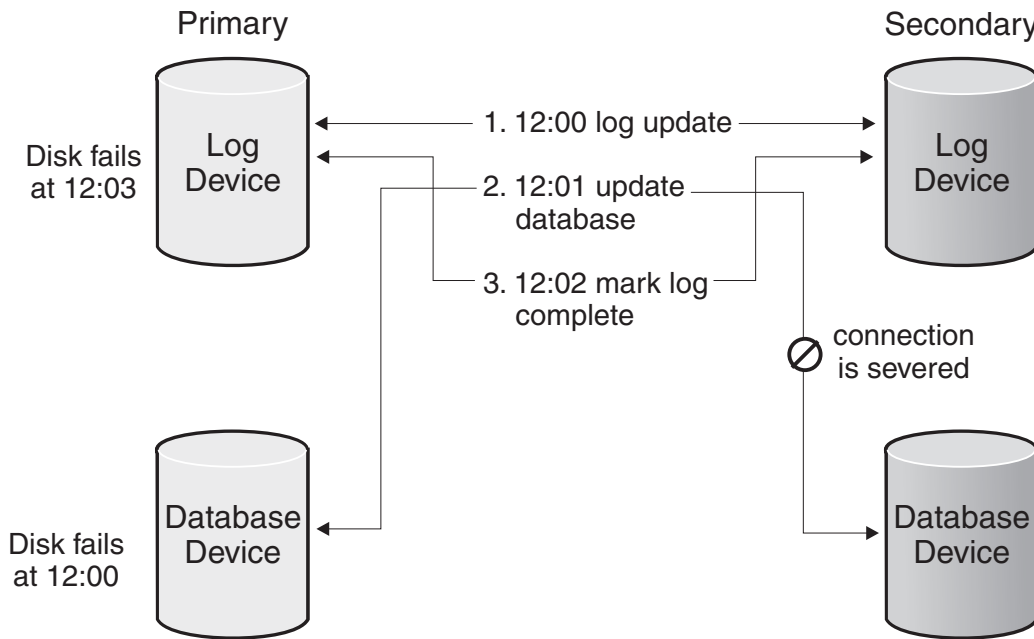 Primary
Secondary
Log
Device
Disk fails
at 12:03
1. 12:00 log update
2. 12:01 update
database
3. 12:02 mark log
complete
Log
Device
connection
is severed
Database
Device
Disk fails
at 12:00
Database
Device